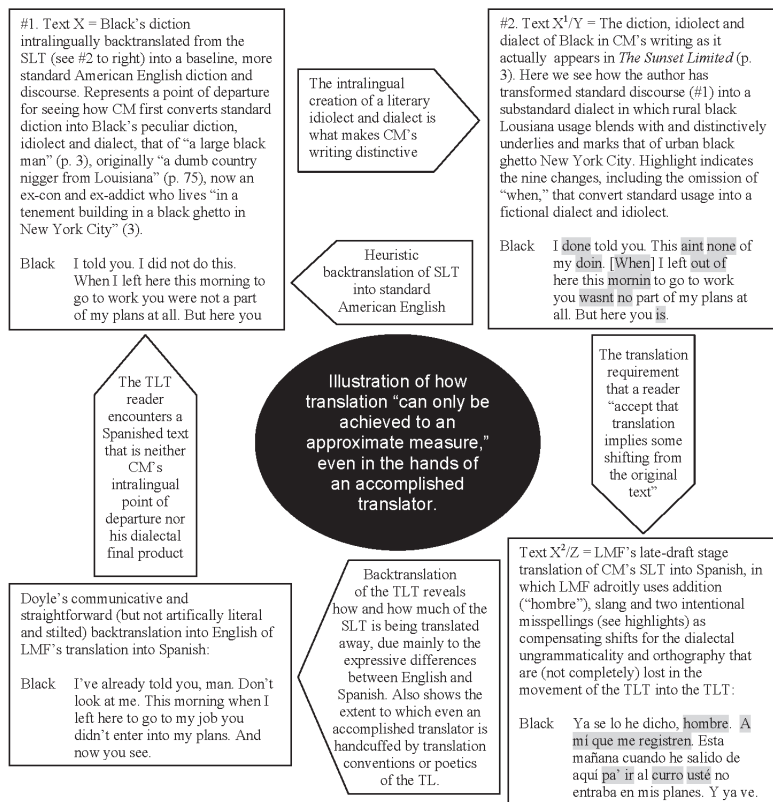 #1. Text X = Black's diction
intralingually backtranslated from the
SLT (see #2 to right) into a baseline, more
standard American English diction and
discourse. Represents a point of departure
for seeing how CM first converts standard
diction into Black's peculiar diction,
idiolect and dialect, that of “a large black
man” (p. 3), originally “a dumb country
nigger from Louisiana” (p. 75), now an
ex-con and ex-addict who lives “in a
tenement building in a black ghetto in
New York City” (3).
Black I told you. I did not do this.
When I left here this morning to
go to work you were not a part
of my plans at all. But here you
The intralingual
creation of a literary
idiolect and dialect is
what makes CM's
writing distinctive
#2. Text X¹/Y = The diction, idiolect and
dialect of Black in CM's writing as it
actually appears in The Sunset Limited (p.
3). Here we see how the author has
transformed standard discourse (#1) into a
substandard dialect in which rural black
Lousiana usage blends with and distinctively
underlies and marks that of urban black
ghetto New York City. Highlight indicates
the nine changes, including the omission of
“when,” that convert standard usage into a
fictional dialect and idiolect.
Black I done told you. This aint none of
my doin. [When] I left out of
here this mornin to go to work
you wasnt no part of my plans at
all. But here you is.
Heuristic
backtranslation of SLT
into standard
American English
The translation
requirement
that a reader
“accept that
translation
implies some
shifting from
the original
text”
Illustration of how
translation “can only be
achieved to an
approximate measure,”
even in the hands of
an accomplished
translator.
The TLT
reader
encounters a
Spanished text
that is neither
CM's
intralingual
point of
departure nor
his dialectal
final product
Text X²/Z = LMF's late-draft stage
translation of CM's SLT into Spanish, in
which LMF adroitly uses addition
(“hombre”), slang and two intentional
misspellings (see highlights) as
compensating shifts for the dialectal
ungrammaticality and orthography that
are (not completely) lost in the
movement of the TLT into the TLT:
Black Ya se lo he dicho, hombre. A
mí que me registren. Esta
mañana cuando he salido de
aquí pa' ir al curro usté no
entraba en mis planes. Y ya ve.
Backtranslation
of the TLT reveals
how and how much of the
SLT is being translated
away, due mainly to the
expressive differences
between English and
Spanish. Also shows the
extent to which even an
accomplished translator is
handcuffed by translation
conventions or poetics
of the TL.
Doyle's communicative and
straightforward (but not artifically literal
and stilted) backtranslation into English of
LMF's translation into Spanish:
Black I've already told you, man. Don't
look at me. This morning when I
left here to go to my job you
didn't enter into my plans. And
now you see.